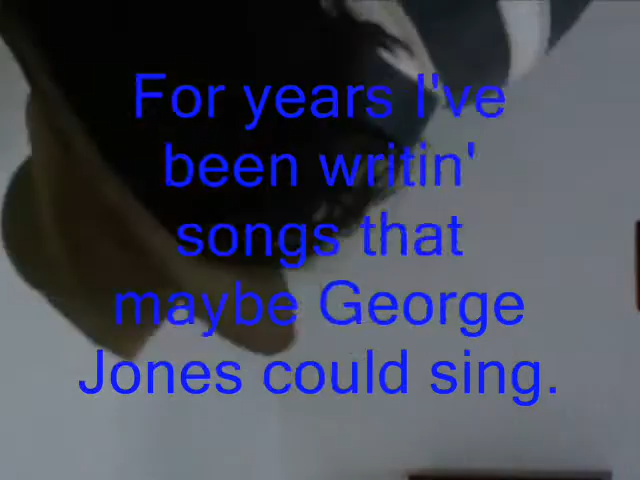 For years I've
been writin'
songs that
maybe George
Jones could sing.